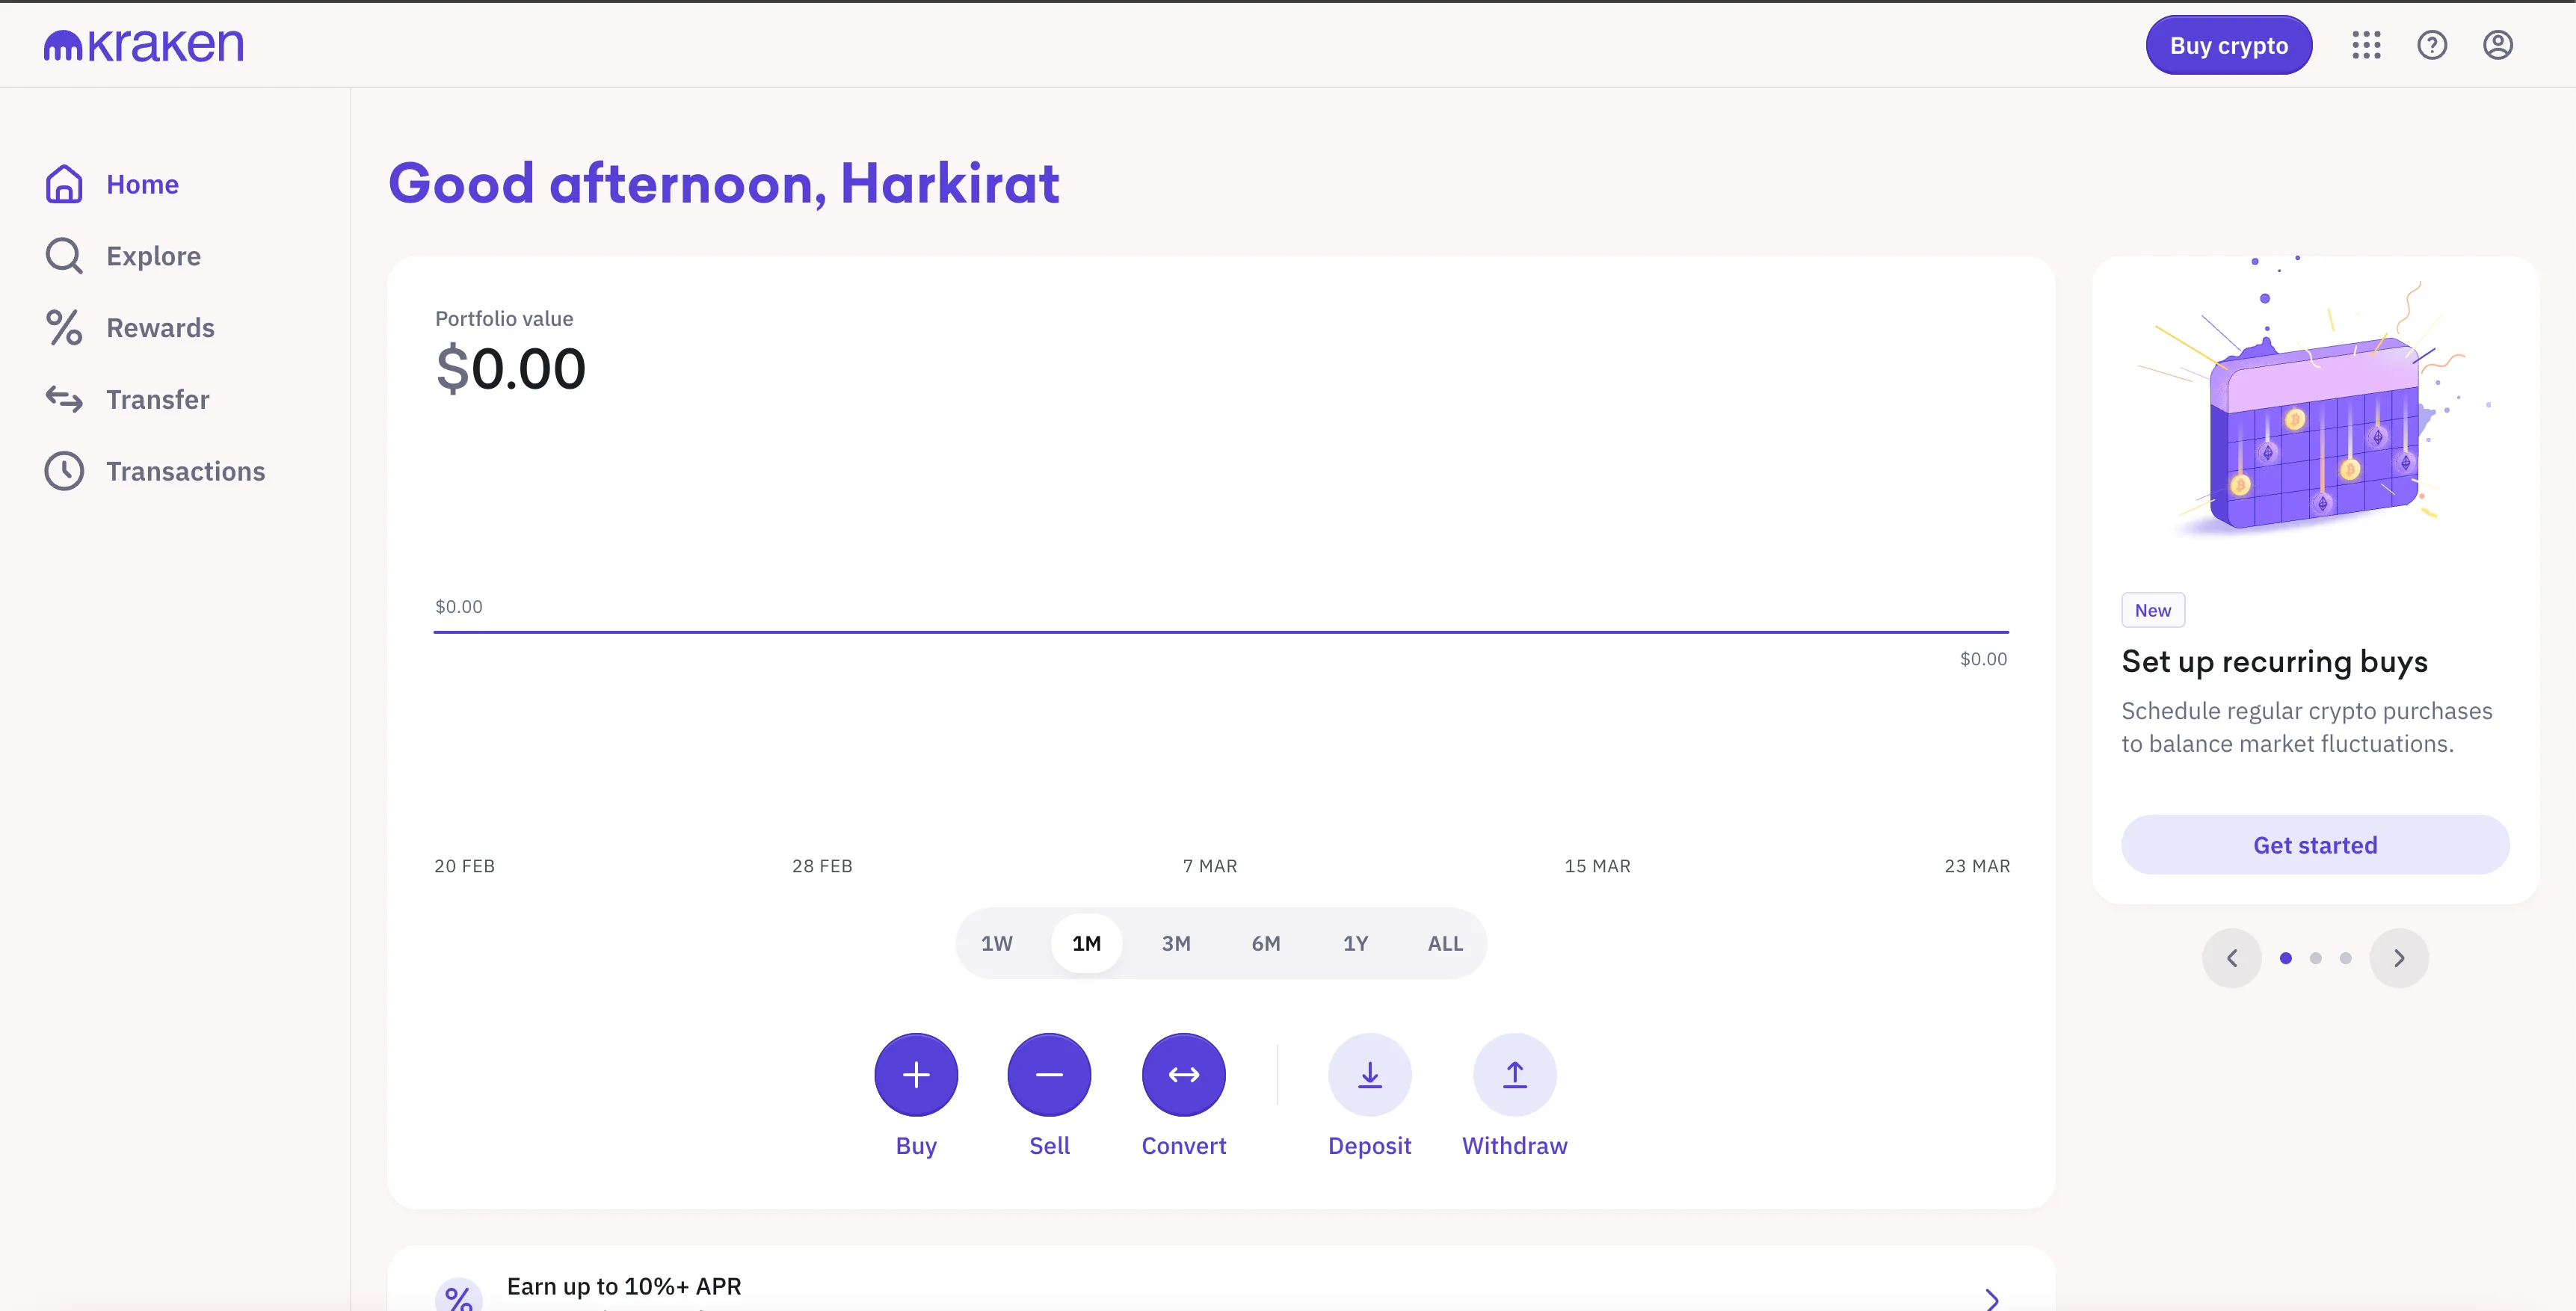 kraken
Buy crypto
Home
Explore
Rewards
Transfer
Transactions
Good afternoon, Harkirat
Portfolio value
$0.00
$0.00
$0.00
20 FEB 28 FEB 7 MAR 15 MAR 23 MAR
1W 1M 3M 6M 1Y ALL
Buy Sell Convert Deposit Withdraw
Earn up to 10%+ APR
New
Set up recurring buys
Schedule regular crypto purchases
to balance market fluctuations.
Get started